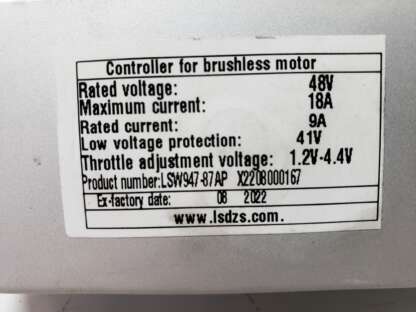 Controller for brushless motor
Rated voltage: 48V
Maximum current: 18A
Rated current: 9A
Low voltage protection: 41V
Throttle adjustment voltage: 1.2V-4.4V
Product number:LSW947-87AP X2208000167
Ex-factory date: 08 2022
www.lsdzs.com.